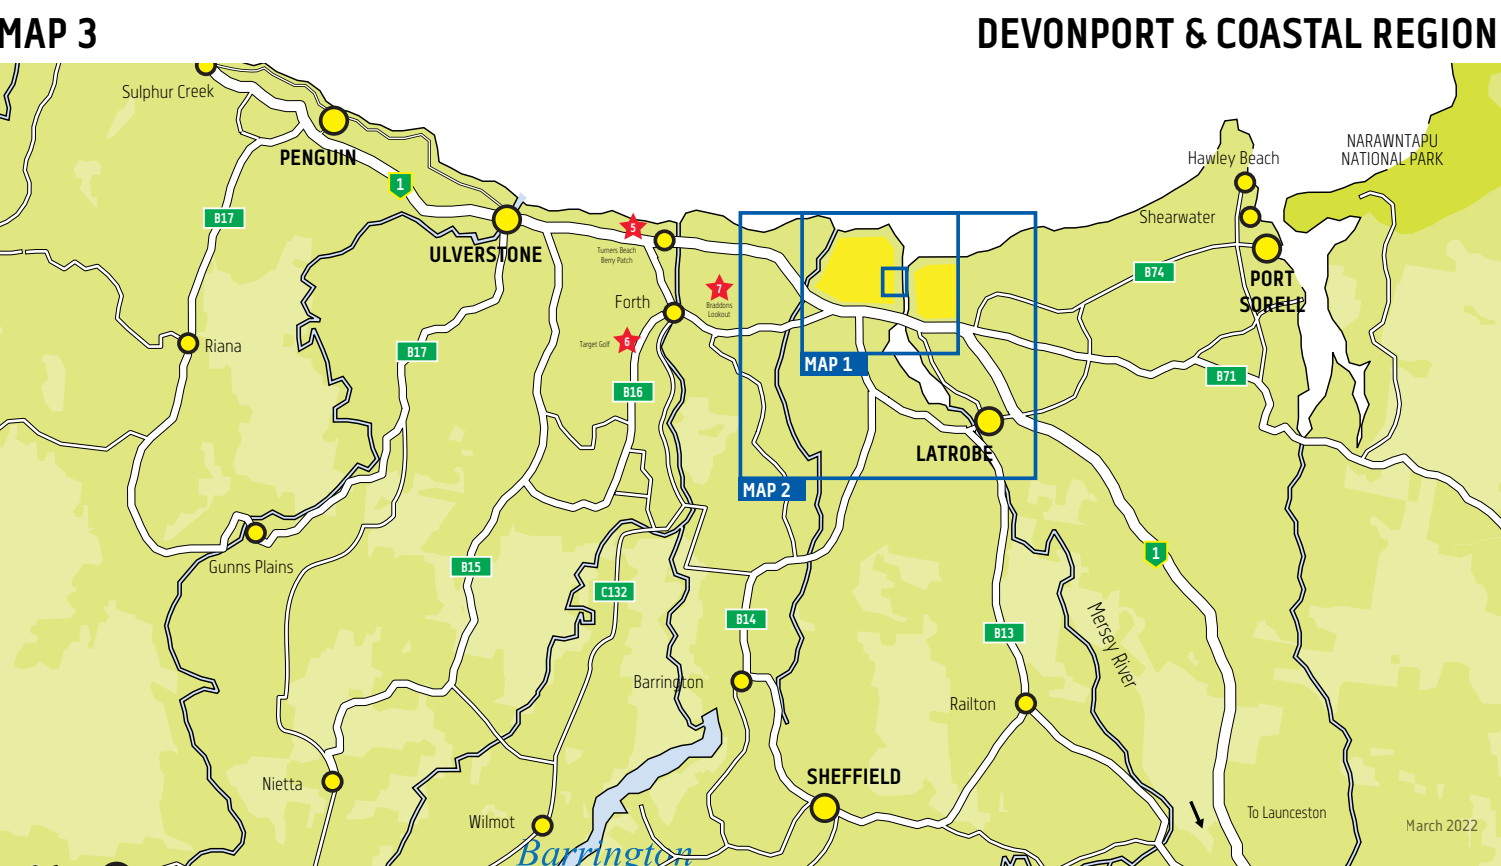 MAP 3
DEVONPORT & COASTAL REGION
Sulphur Creek
PENGUIN
1
B17
ULVERSTONE
5
Turners Beach
Berry Patch
7
Braddons
Lookout
Forth
Target Golf
6
B16
B17
Riana
MAP 1
MAP 2
LATROBE
Hawley Beach
Shearwater
NARAWNTAPU
NATIONAL PARK
B74
PORT
SORELL
B71
1
Gunns Plains
B15
C132
B14
B13
Mersey River
Barrington
Railton
Nietta
SHEFFIELD
Wilmot
Barrington
To Launceston
March 2022